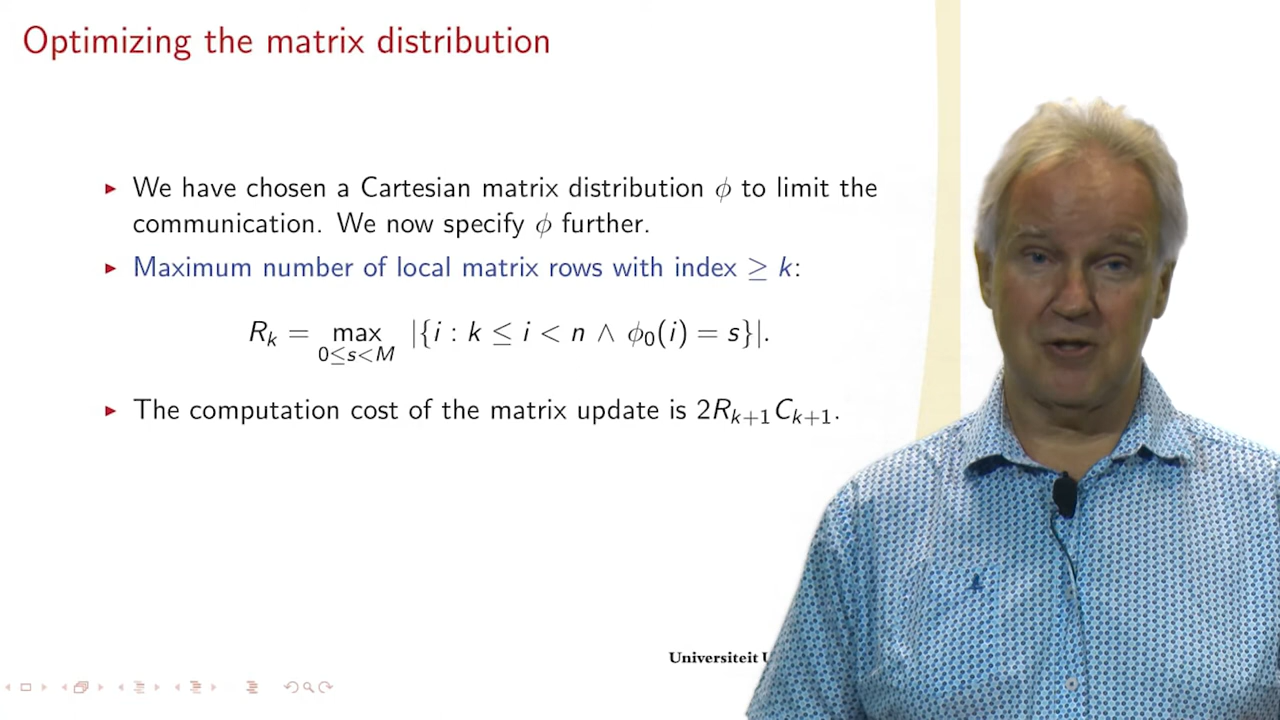 Optimizing the matrix distribution
▶ We have chosen a Cartesian matrix distribution ϕ to limit the
communication. We now specify ϕ further.
▶ Maximum number of local matrix rows with index ≥ k:
R_k = max_{0≤s<M} |{i : k ≤ i < n ∧ ϕ_0(i) = s}|.
▶ The computation cost of the matrix update is 2R_{k+1}C_{k+1}.
Universiteit U